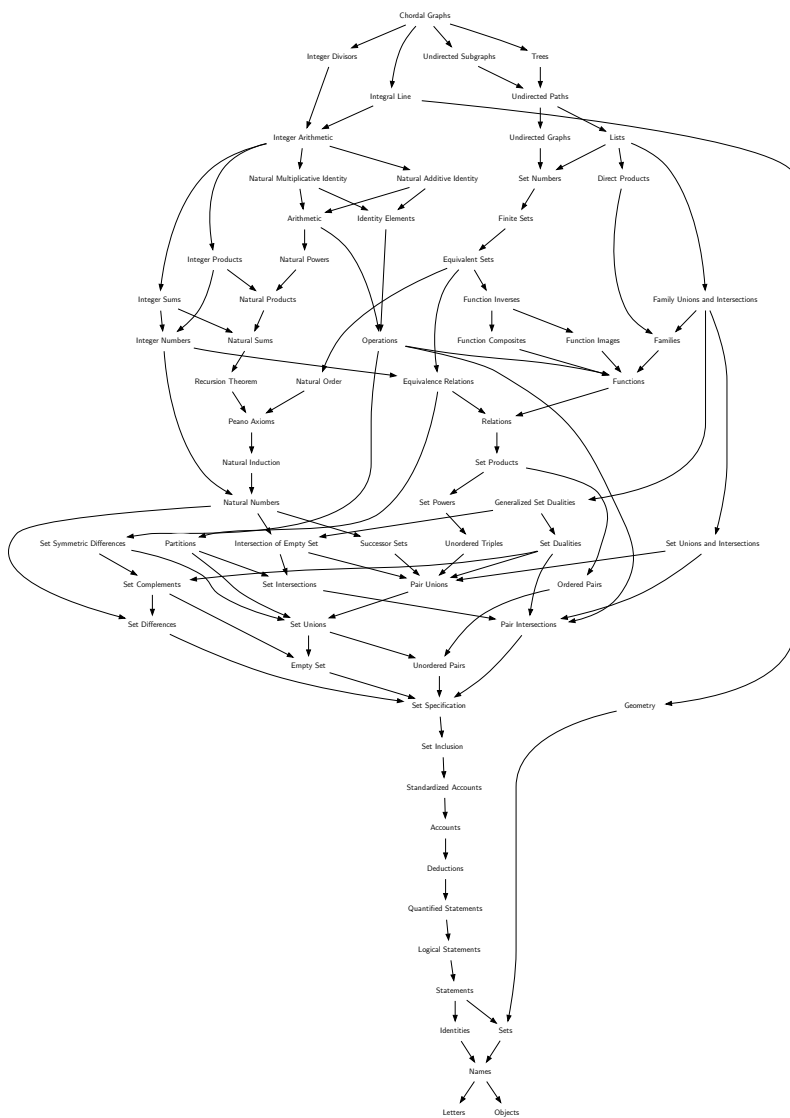 Chordal Graphs
Integer Divisors
Undirected Subgraphs
Trees
Integral Line
Undirected Paths
Integer Arithmetic
Undirected Graphs
Lists
Natural Multiplicative Identity
Natural Additive Identity
Set Numbers
Direct Products
Arithmetic
Identity Elements
Finite Sets
Integer Products
Natural Powers
Equivalent Sets
Integer Sums
Natural Products
Function Inverses
Family Unions and Intersections
Integer Numbers
Natural Sums
Operations
Function Composites
Function Images
Families
Recursion Theorem
Natural Order
Equivalence Relations
Functions
Peano Axioms
Relations
Natural Induction
Set Products
Natural Numbers
Set Powers
Generalized Set Dualities
Set Symmetric Differences
Partitions
Intersection of Empty Set
Successor Sets
Unordered Triples
Set Dualities
Set Unions and Intersections
Set Complements
Set Intersections
Pair Unions
Ordered Pairs
Set Differences
Set Unions
Pair Intersections
Empty Set
Unordered Pairs
Set Specification
Geometry
Set Inclusion
Standardized Accounts
Accounts
Deductions
Quantified Statements
Logical Statements
Statements
Identities
Sets
Names
Letters
Objects